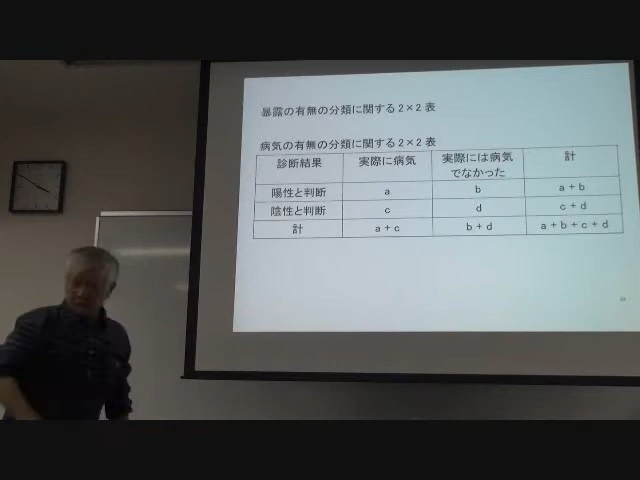 暴露の有無の分類に関する2×2表
病気の有無の分類に関する2×2表
診断結果 実際に病気 実際には病気でなかった 計
陽性と判断 a b a+b
陰性と判断 c d c+d
計 a+c b+d a+b+c+d